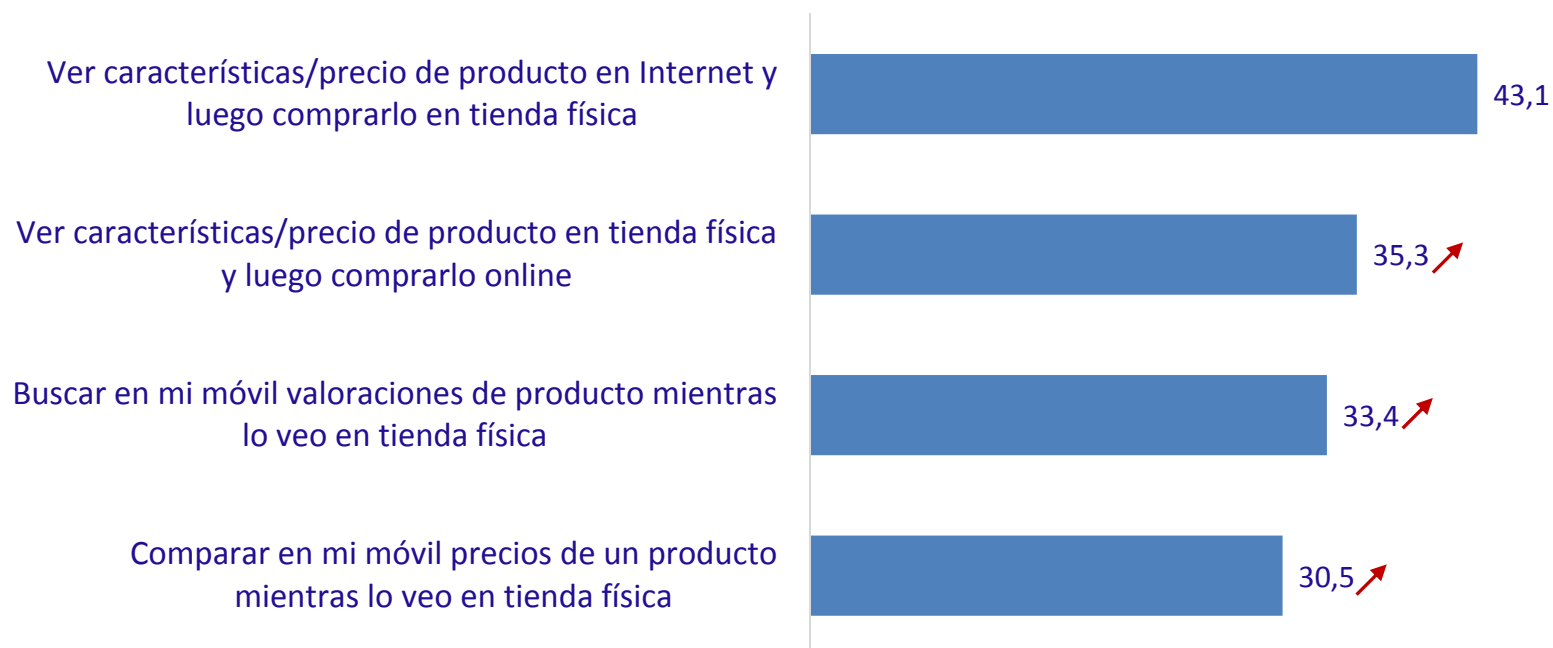 Ver características/precio de producto en Internet y
luego comprarlo en tienda física
43,1
Ver características/precio de producto en tienda física
y luego comprarlo online
35,3
Buscar en mi móvil valoraciones de producto mientras
lo veo en tienda física
33,4
Comparar en mi móvil precios de un producto
mientras lo veo en tienda física
30,5